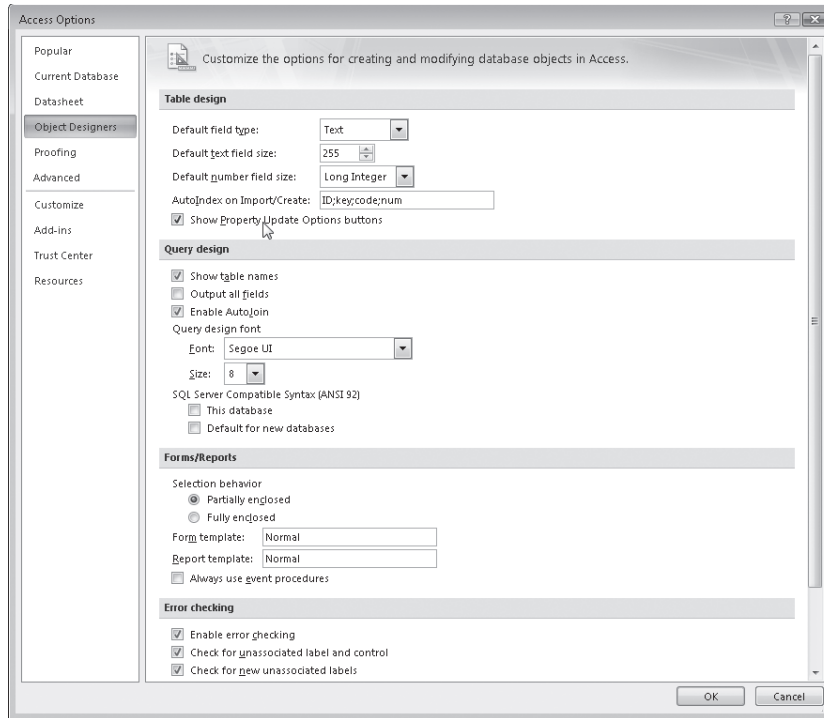 Access Options
Popular
Current Database
Datasheet
Object Designers
Proofing
Advanced
Customize
Add-ins
Trust Center
Resources
Customize the options for creating and modifying database objects in Access.
Table design
Default field type: Text
Default text field size: 255
Default number field size: Long Integer
AutoIndex on Import/Create: ID;key;code;num
Show Property Update Options buttons
Query design
Show table names
Output all fields
Enable AutoJoin
Query design font
Font: Segoe UI
Size: 8
SQL Server Compatible Syntax (ANSI 92)
This database
Default for new databases
Forms/Reports
Selection behavior
Partially enclosed
Fully enclosed
Form template: Normal
Report template: Normal
Always use event procedures
Error checking
Enable error checking
Check for unassociated label and control
Check for new unassociated labels
OK Cancel